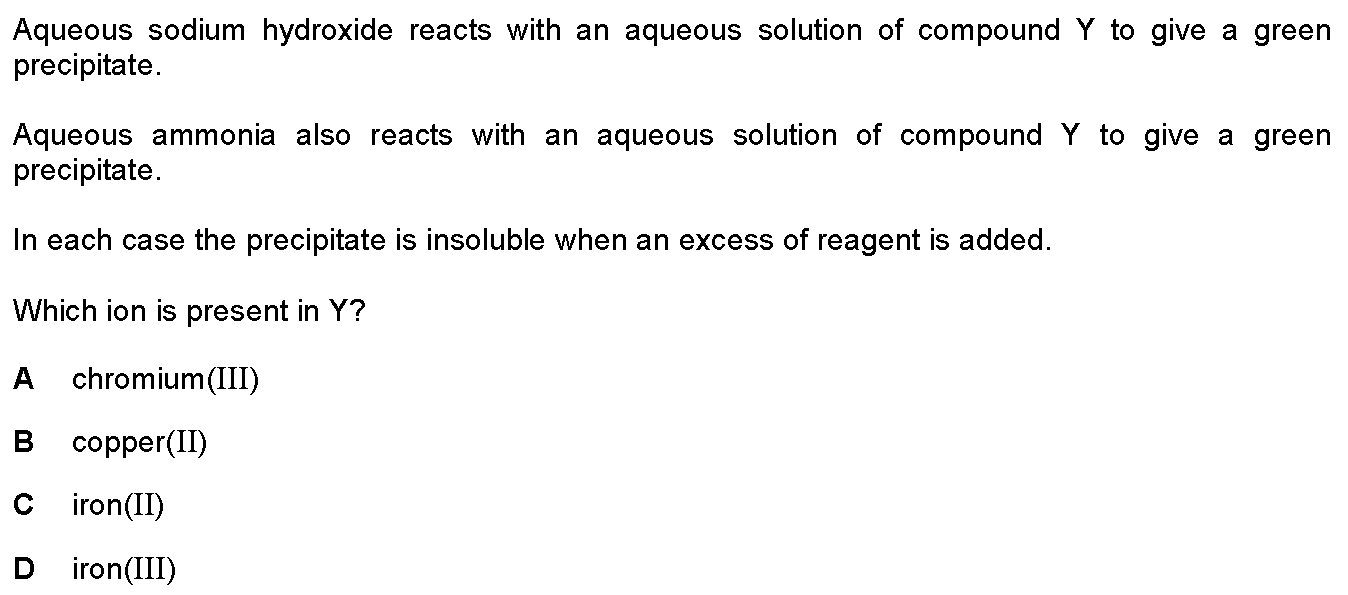 Aqueous sodium hydroxide reacts with an aqueous solution of compound Y to give a green
precipitate.
Aqueous ammonia also reacts with an aqueous solution of compound Y to give a green
precipitate.
In each case the precipitate is insoluble when an excess of reagent is added.
Which ion is present in Y?
A chromium(III)
B copper(II)
C iron(II)
D iron(III)